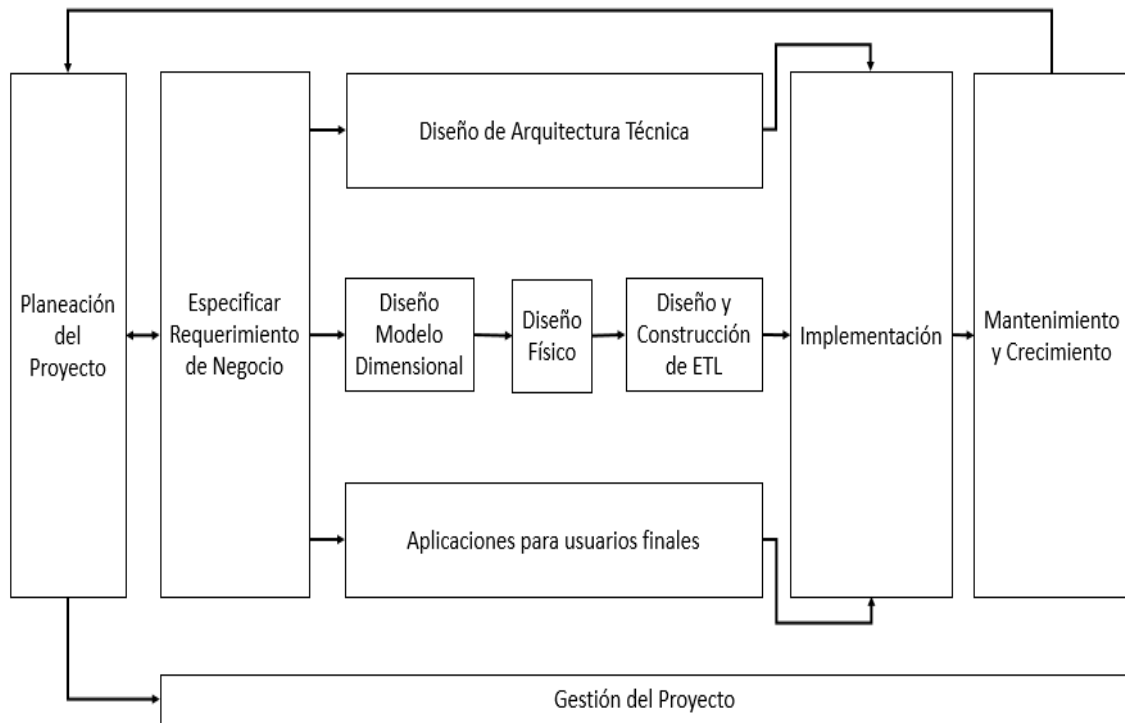 Planeación
del
Proyecto
Especificar
Requerimiento
de Negocio
Diseño de Arquitectura Técnica
Diseño
Modelo
Dimensional
Diseño
Físico
Diseño y
Construcción
de ETL
Aplicaciones para usuarios finales
Implementación
Mantenimiento
y Crecimiento
Gestión del Proyecto